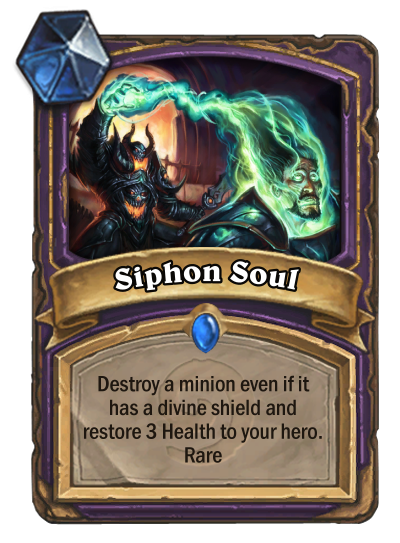 Siphon Soul
Destroy a minion even if it
has a divine shield and
restore 3 Health to your hero.
Rare